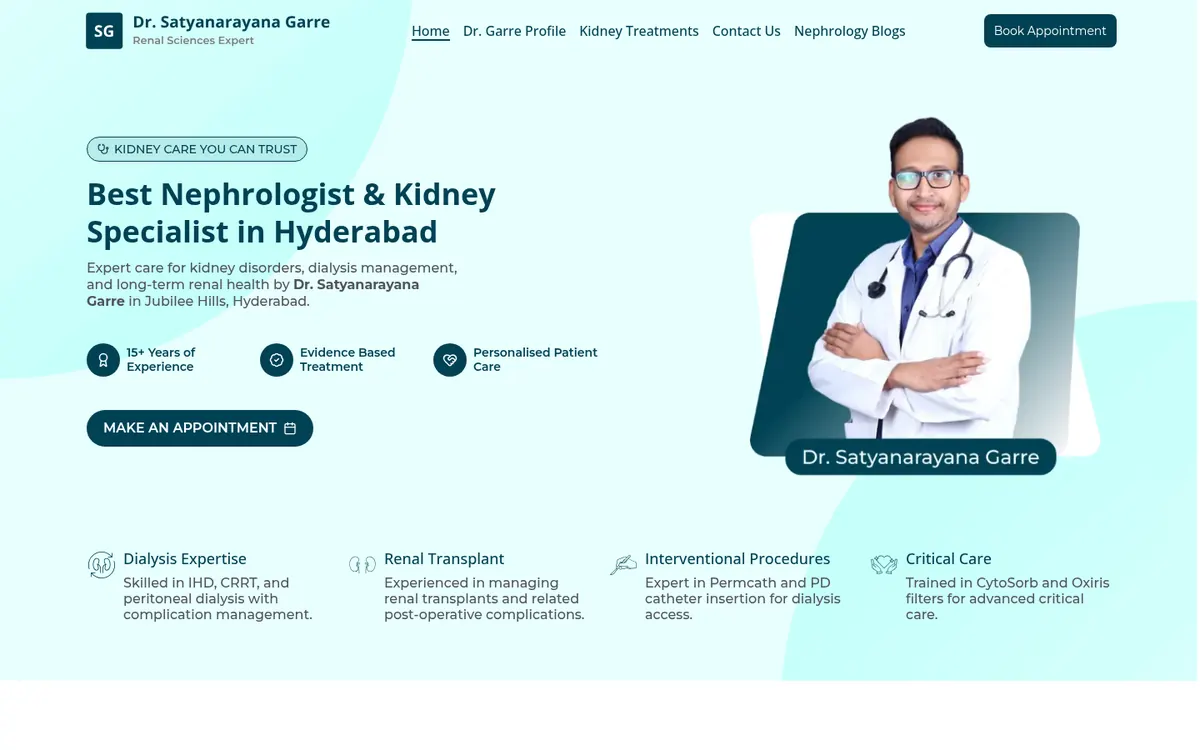 SG
Dr. Satyanarayana Garre
Renal Sciences Expert
Home
Dr. Garre Profile
Kidney Treatments
Contact Us
Nephrology Blogs
Book Appointment
KIDNEY CARE YOU CAN TRUST
Best Nephrologist & Kidney
Specialist in Hyderabad
Expert care for kidney disorders, dialysis management,
and long-term renal health by Dr. Satyanarayana
Garre in Jubilee Hills, Hyderabad.
15+ Years of
Experience
Evidence Based
Treatment
Personalised Patient
Care
MAKE AN APPOINTMENT
Dr. Satyanarayana Garre
Dialysis Expertise
Skilled in IHD, CRRT, and
peritoneal dialysis with
complication management.
Renal Transplant
Experienced in managing
renal transplants and related
post-operative complications.
Interventional Procedures
Expert in Permcath and PD
catheter insertion for dialysis
access.
Critical Care
Trained in CytoSorb and Oxiris
filters for advanced critical
care.